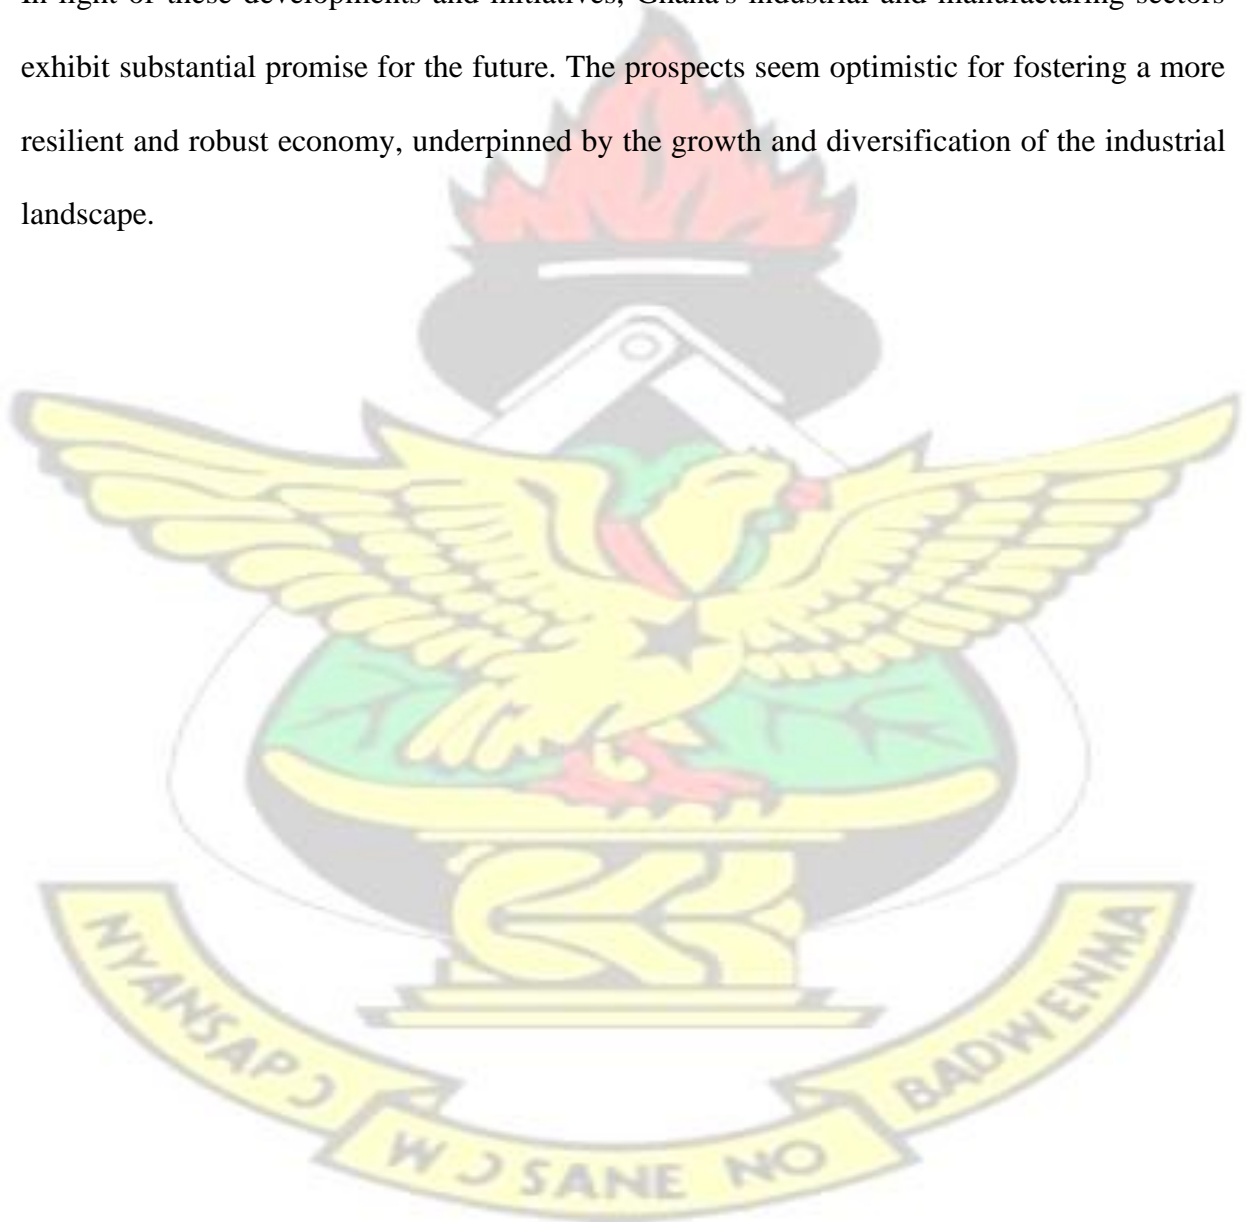 In light of these developments and initiatives, Ghana's industrial and manufacturing sectors
exhibit substantial promise for the future. The prospects seem optimistic for fostering a more
resilient and robust economy, underpinned by the growth and diversification of the industrial
landscape.
NYANSAPƆ
WƆSANE NO
BADWENMA